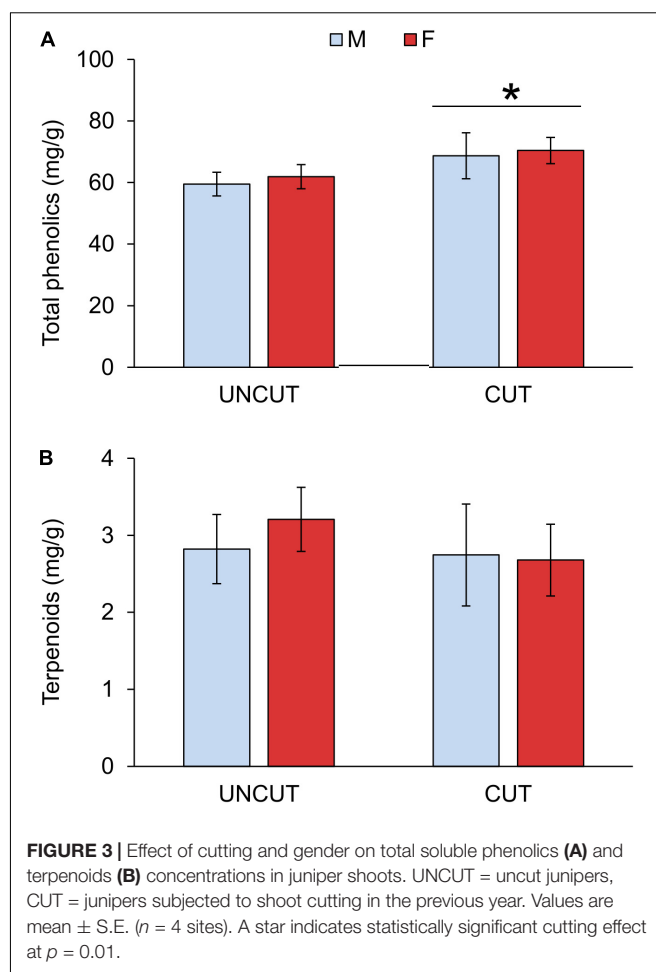 A
M F
Total phenolics (mg/g)
100
80
60
40
20
0
*
UNCUT CUT
B
Terpenoids (mg/g)
4
3
2
1
0
UNCUT CUT
FIGURE 3 | Effect of cutting and gender on total soluble phenolics (A) and
terpenoids (B) concentrations in juniper shoots. UNCUT = uncut junipers,
CUT = junipers subjected to shoot cutting in the previous year. Values are
mean ± S.E. (n = 4 sites). A star indicates statistically significant cutting effect
at p = 0.01.